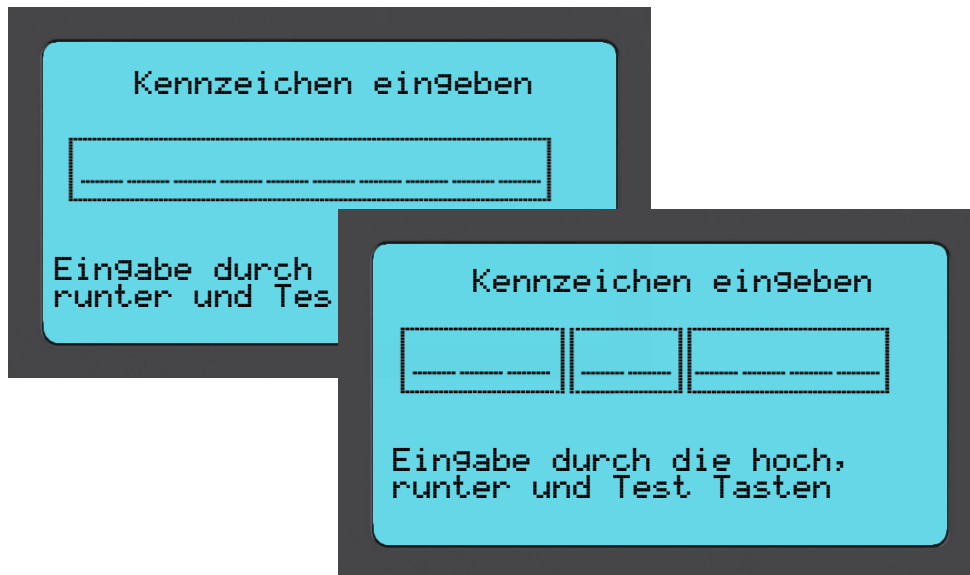 Kennzeichen eingeben
Eingabe durch
runter und Tes
Kennzeichen eingeben
Eingabe durch die hoch,
runter und Test Tasten